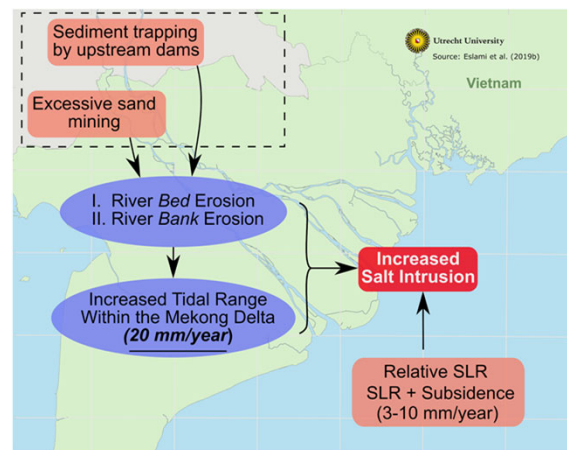 Sediment trapping
by upstream dams
Excessive sand
mining
Utrecht University
Source: Eslami et al. (2019b)
Vietnam
I. River Bed Erosion
II. River Bank Erosion
Increased
Salt Intrusion
Increased Tidal Range
Within the Mekong Delta
(20 mm/year)
Relative SLR
SLR + Subsidence
(3-10 mm/year)